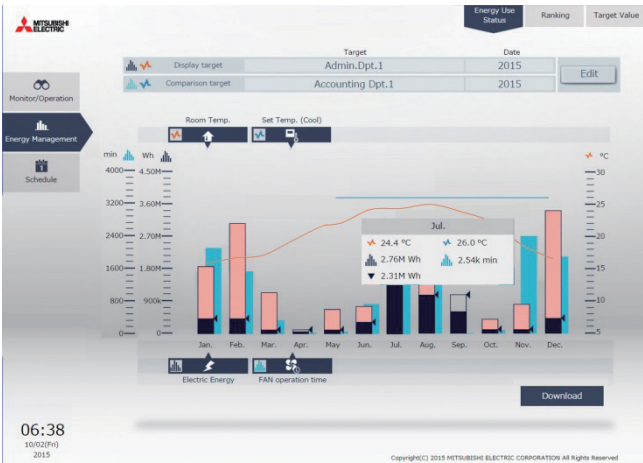 MITSUBISHI
ELECTRIC
Energy Use
Status
Ranking
Target Value
Target
Date
Display target
Admin.Dpt.1
2015
Comparison target
Accounting Dpt.1
2015
Edit
Monitor/Operation
Energy Management
Schedule
Room Temp.
Set Temp. (Cool)
min
Wh
°C
4000
4.50M
30
3200
3.60M
25
2400
2.70M
20
1600
1.80M
15
800
900k
10
0
0
5
Jul.
24.4 °C
26.0 °C
2.76M Wh
2.54k min
2.31M Wh
Jan.
Feb.
Mar.
Apr.
May
Jun.
Jul.
Aug.
Sep.
Oct.
Nov.
Dec.
Electric Energy
FAN operation time
Download
06:38
10/02(Fri)
2015
Copyright(C) 2015 MITSUBISHI ELECTRIC CORPORATION All Rights Reserved